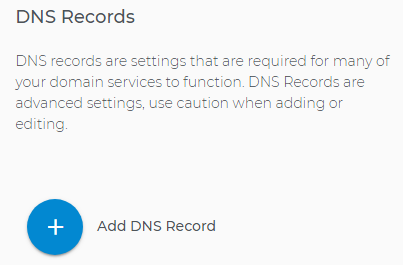 DNS Records
DNS records are settings that are required for many of
your domain services to function. DNS Records are
advanced settings, use caution when adding or
editing.
Add DNS Record